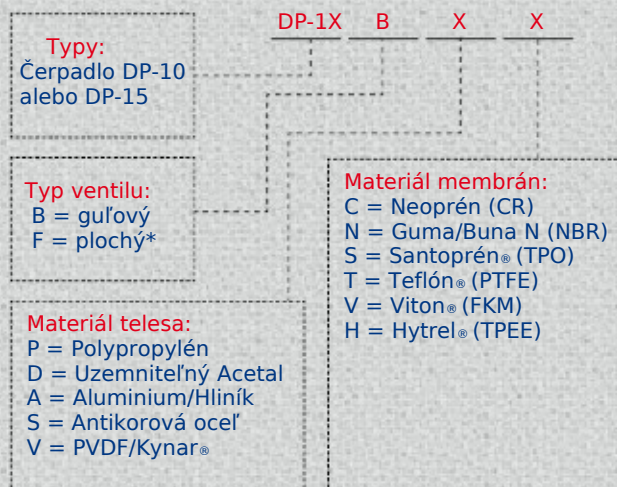 DP-1X B X X
Typy:
Čerpadlo DP-10
alebo DP-15
Typ ventilu:
B = guľový
F = plochý*
Materiál telesa:
P = Polypropylén
D = Uzemniteľný Acetal
A = Aluminium/Hliník
S = Antikorová oceľ
V = PVDF/Kynar®
Materiál membrán:
C = Neoprén (CR)
N = Guma/Buna N (NBR)
S = Santoprén® (TPO)
T = Teflón® (PTFE)
V = Viton® (FKM)
H = Hytrel® (TPEE)